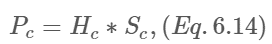 P_c = H_c * S_c, (Eq. 6.14)